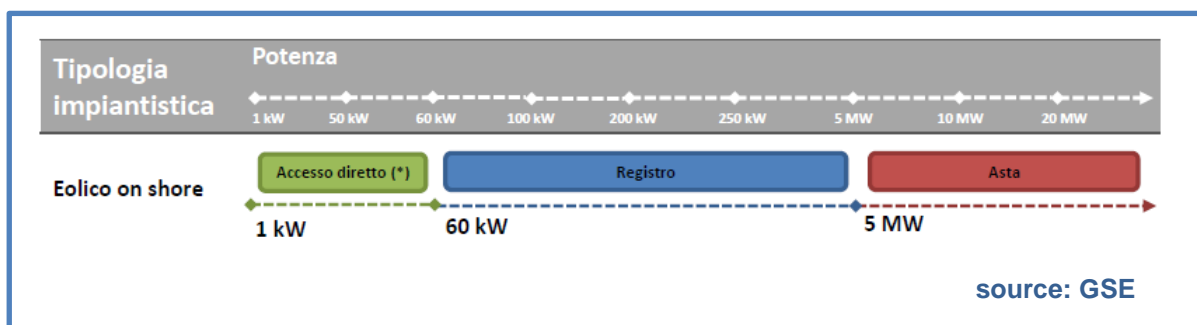 Tipologia
impiantistica
Potenza
1 kW 50 kW 60 kW 100 kW 200 kW 250 kW 5 MW 10 MW 20 MW
Eolico on shore
Accesso diretto (*) Registro Asta
1 kW 60 kW 5 MW
source: GSE